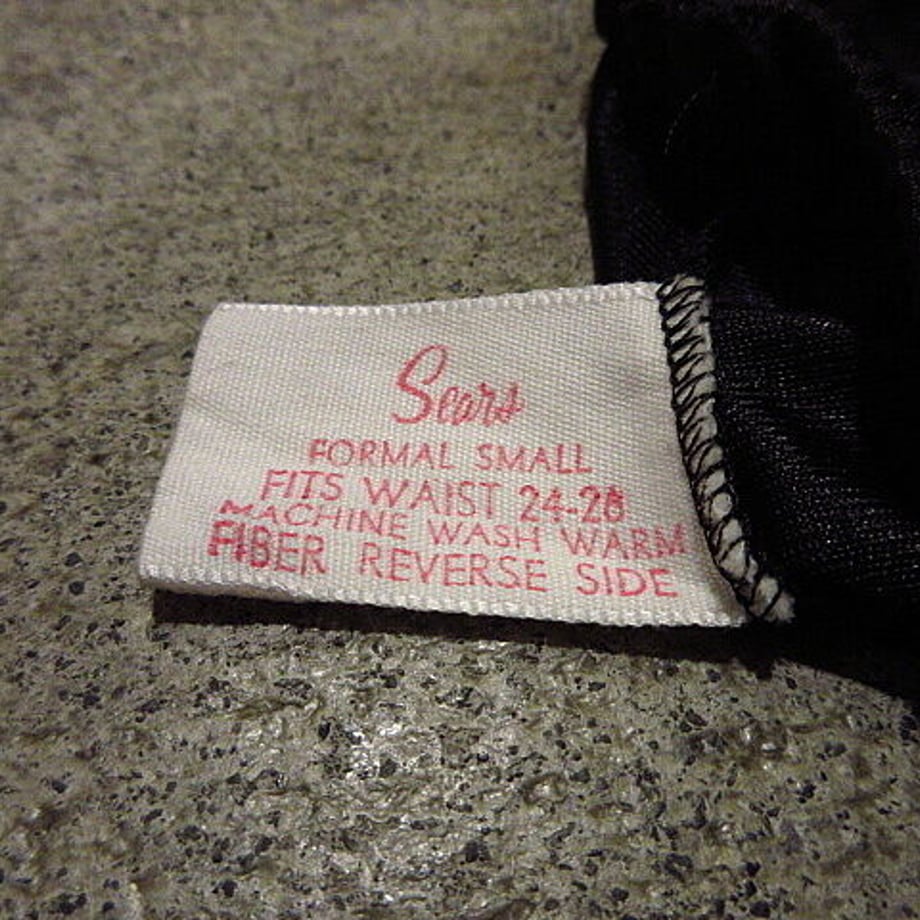 Sears
FORMAL SMALL
FITS WAIST 24-28
MACHINE WASH WARM
FIBER REVERSE SIDE